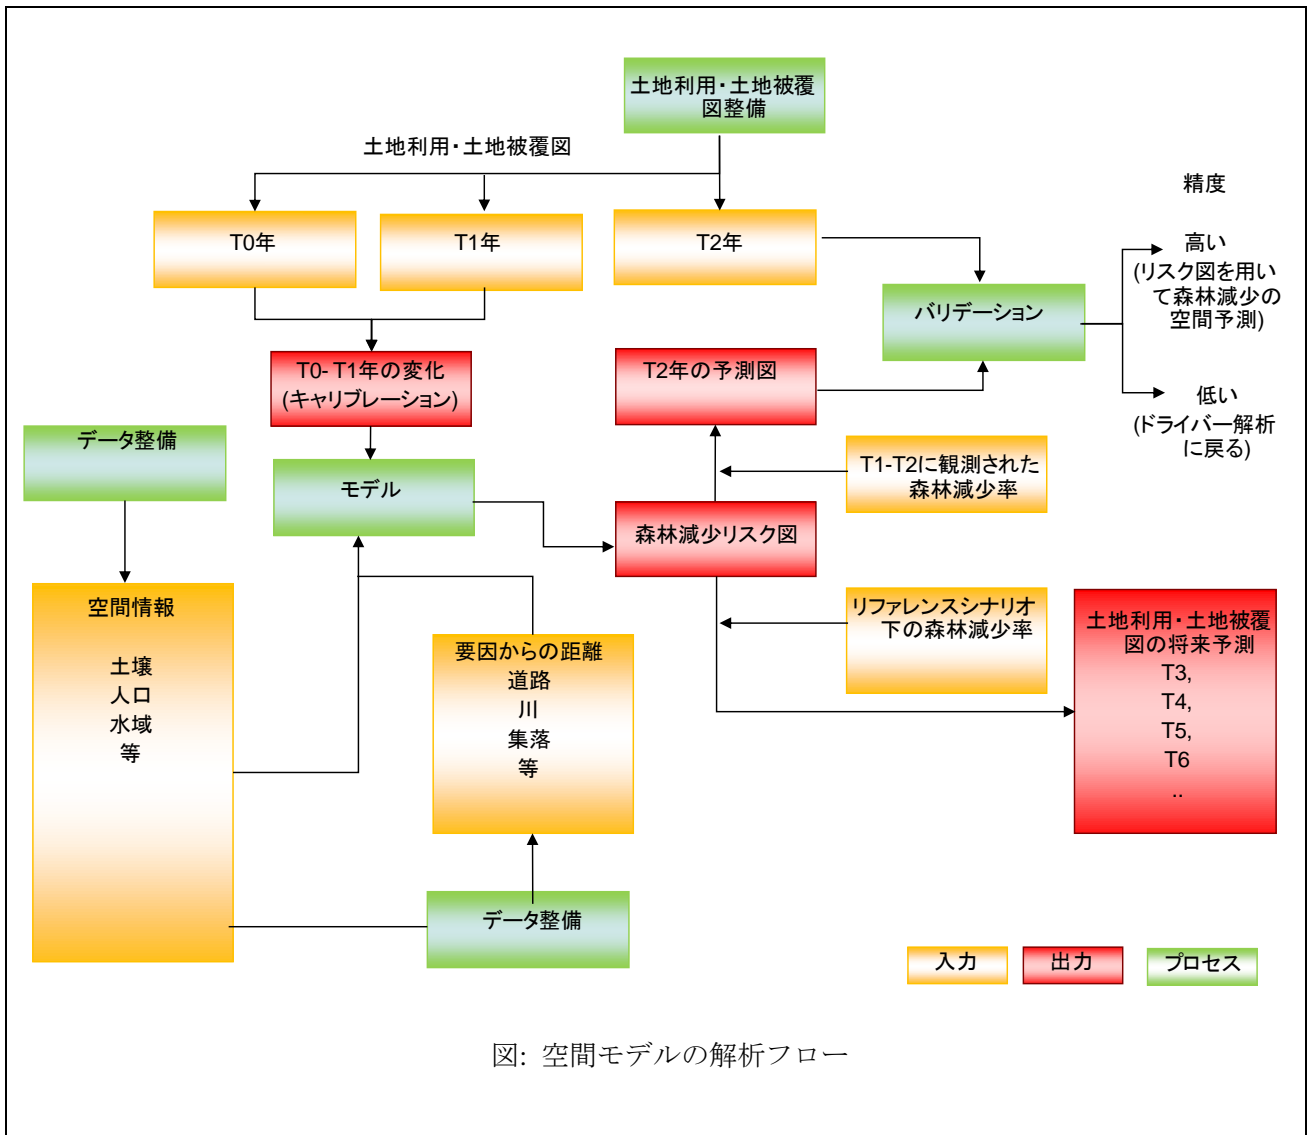 土地利用・土地被覆
図整備
土地利用・土地被覆図
T0年
T1年
T2年
精度
高い
(リスク図を用い
て森林減少の
空間予測)
バリデーション
T0- T1年の変化
(キャリブレーション)
T2年の予測図
低い
(ドライバー解析
に戻る)
データ整備
モデル
T1-T2に観測された
森林減少率
森林減少リスク図
空間情報
土壌
人口
水域
等
要因からの距離
道路
川
集落
等
リファレンスシナリオ
下の森林減少率
土地利用・土地被覆
図の将来予測
T3,
T4,
T5,
T6
..
データ整備
入力
出力
プロセス
図: 空間モデルの解析フロー